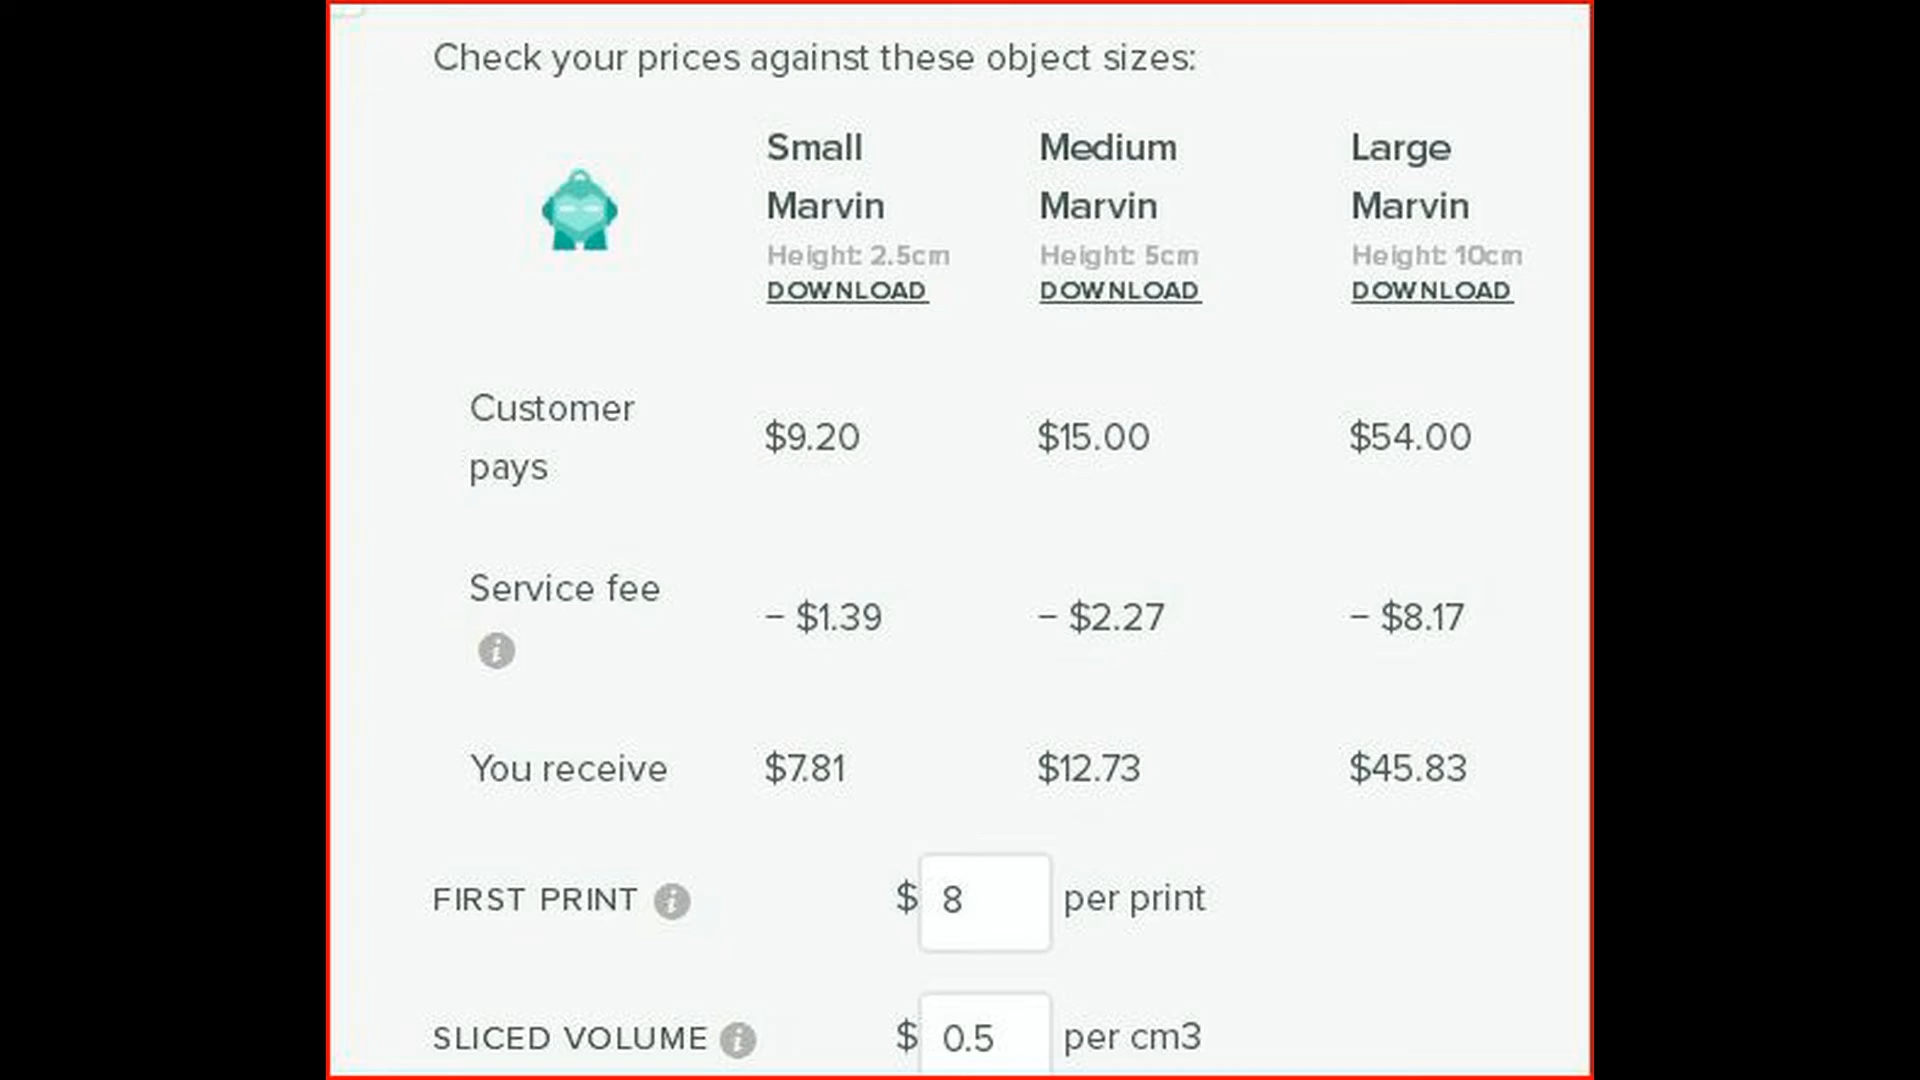 Check your prices against these object sizes:
Small Marvin
Height: 2.5cm
DOWNLOAD
Medium Marvin
Height: 5cm
DOWNLOAD
Large Marvin
Height: 10cm
DOWNLOAD
Customer pays
$9.20 $15.00 $54.00
Service fee
– $1.39 – $2.27 – $8.17
You receive $7.81 $12.73 $45.83
FIRST PRINT $ 8 per print
SLICED VOLUME $ 0.5 per cm3